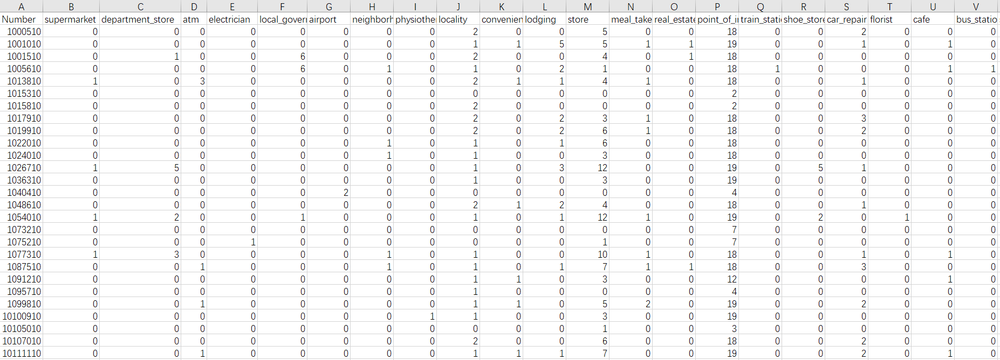 A B C D E F G H I J K L M N O P Q R S T U V
Number supermarket department_store atm electrician local_goveri airport neighborh physiothe locality convenien lodging store meal_take real_estate point_of_i train_stati shoe_store car_repair florist cafe bus_statio
1000510 0 0 0 0 0 0 0 0 2 0 0 5 0 0 18 0 0 2 0 0 0
1001010 0 0 0 0 0 0 0 0 1 1 5 5 1 1 19 0 0 1 0 1 0
1001510 0 1 0 0 6 0 0 0 2 0 0 4 0 1 18 0 0 0 0 0 0
1005610 0 0 0 0 6 0 1 0 1 0 2 1 0 0 18 1 0 0 0 1 1
1013810 1 0 3 0 0 0 0 0 2 1 1 4 1 0 18 0 0 1 0 0 0
1015310 0 0 0 0 0 0 0 0 0 0 0 0 0 0 2 0 0 0 0 0 0
1015810 0 0 0 0 0 0 0 0 2 0 0 0 0 0 2 0 0 0 0 0 0
1017910 0 0 0 0 0 0 0 0 2 0 2 3 1 0 18 0 0 3 0 0 0
1019910 0 0 0 0 0 0 0 0 2 0 2 6 1 0 18 0 0 2 0 0 0
1022010 0 0 0 0 0 0 1 0 1 0 1 6 0 0 18 0 0 0 0 0 0
1024010 0 0 0 0 0 0 1 0 1 0 0 3 0 0 18 0 0 0 0 0 0
1026710 1 5 0 0 0 0 0 0 1 0 3 12 0 0 19 0 5 1 0 0 0
1036310 0 0 0 0 0 0 0 0 1 0 0 3 0 0 19 0 0 0 0 0 0
1040410 0 0 0 0 0 2 0 0 0 0 0 0 0 0 4 0 0 0 0 0 0
1048610 0 0 0 0 0 0 0 0 2 1 2 4 0 0 18 0 0 1 0 0 0
1054010 1 2 0 0 1 0 0 0 1 0 1 12 1 0 19 0 2 0 1 0 0
1073210 0 0 0 0 0 0 0 0 0 0 0 0 0 0 7 0 0 0 0 0 0
1075210 0 0 0 1 0 0 0 0 0 0 0 1 0 0 7 0 0 0 0 0 0
1077310 1 3 0 0 0 0 1 0 1 0 0 10 1 0 18 0 0 1 0 1 0
1087510 0 0 1 0 0 0 1 0 1 0 1 7 1 1 18 0 0 3 0 0 0
1091210 0 0 0 0 0 0 0 0 1 1 0 3 0 0 12 0 0 0 0 1 0
1095710 0 0 0 0 0 0 0 0 1 0 0 0 0 0 4 0 0 0 0 0 0
1099810 0 0 1 0 0 0 0 0 1 1 0 5 2 0 19 0 0 2 0 0 0
10100910 0 0 0 0 0 0 0 1 1 0 0 3 0 0 19 0 0 0 0 0 0
10105010 0 0 0 0 0 0 0 0 0 0 0 1 0 0 3 0 0 0 0 0 0
10107010 0 0 0 0 0 0 0 0 2 0 0 6 0 0 18 0 0 2 0 0 0
10111110 0 0 1 0 0 0 0 0 1 1 1 7 0 0 19 0 0 2 0 1 0